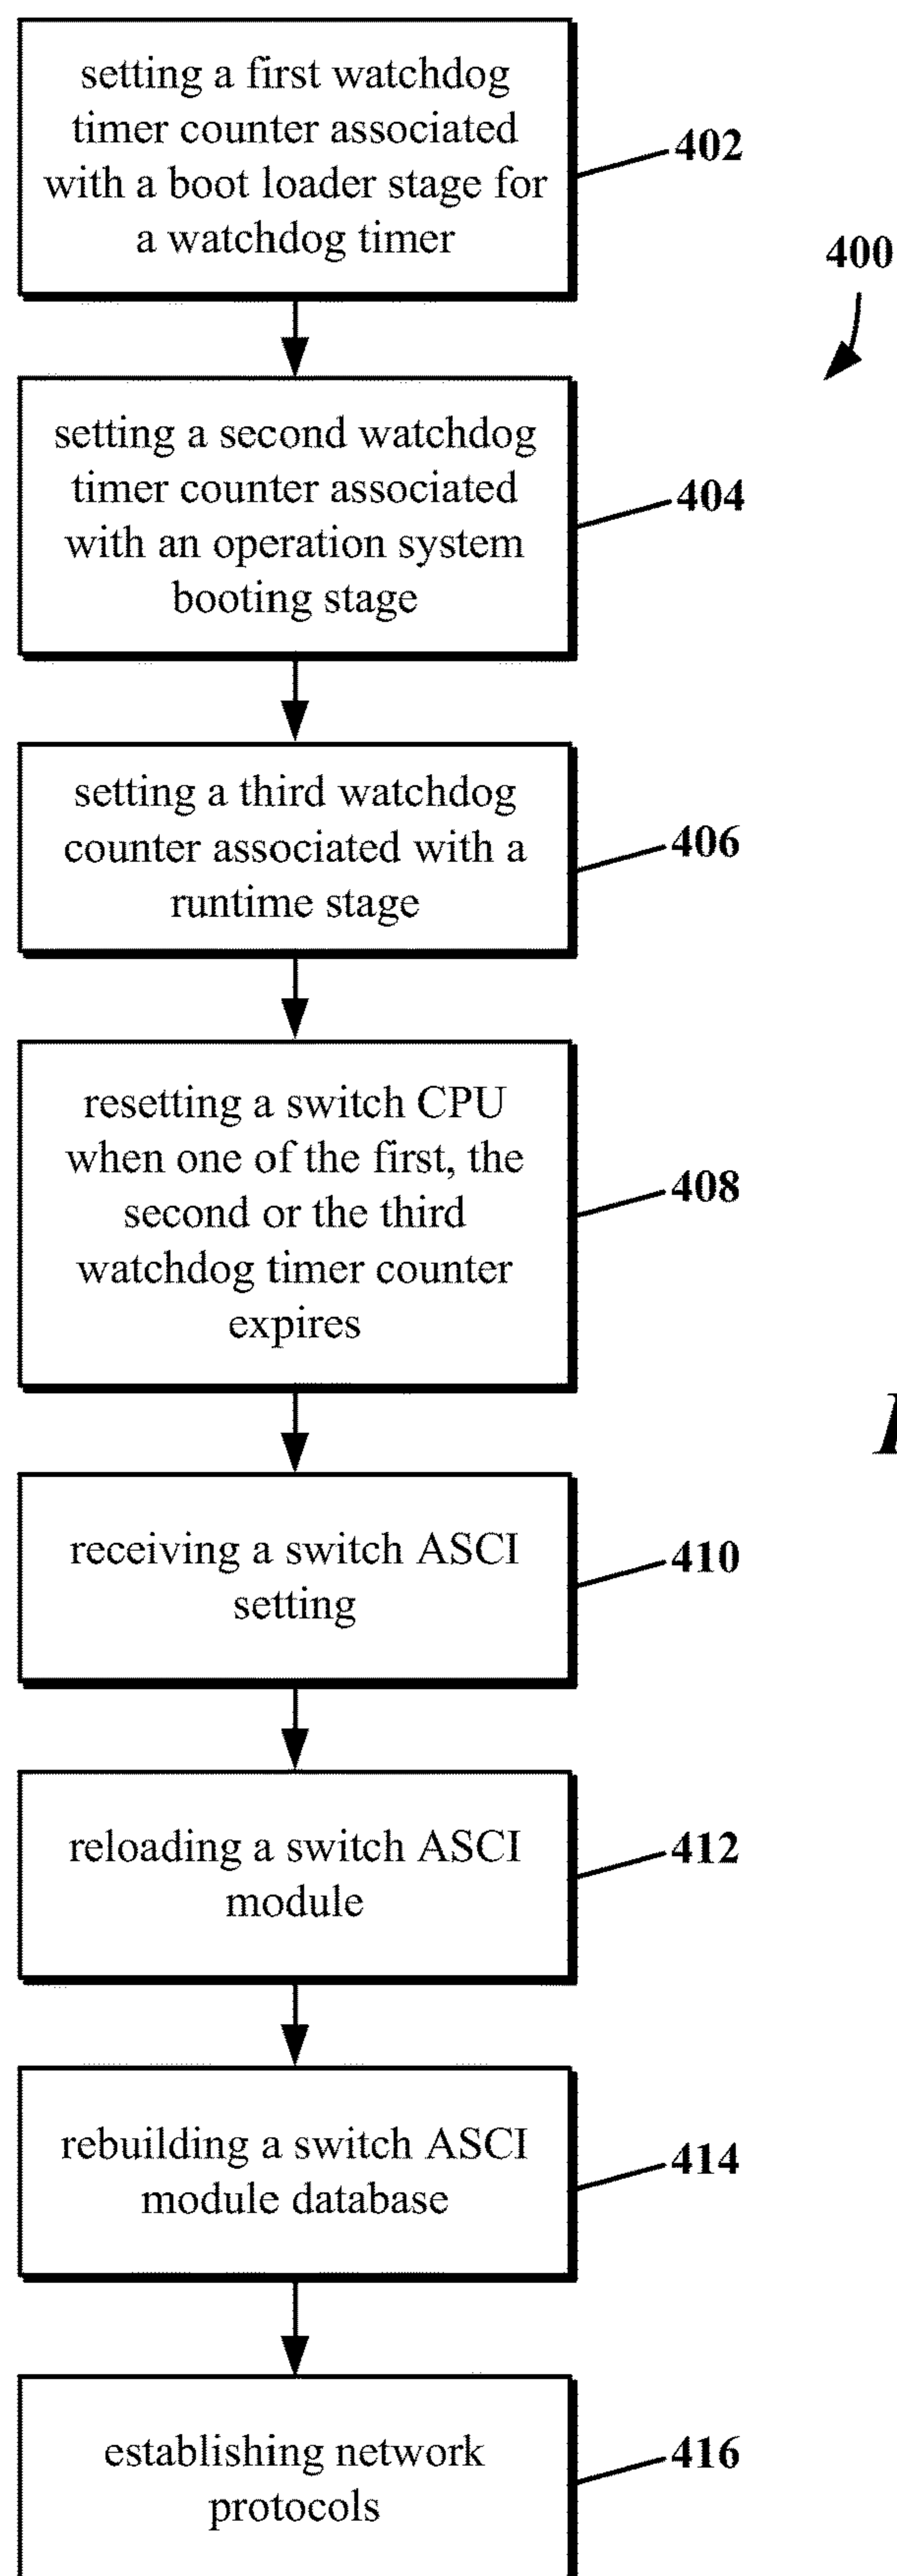 setting a first watchdog
timer counter associated
with a boot loader stage for
a watchdog timer
402
400
setting a second watchdog
timer counter associated
with an operation system
booting stage
404
setting a third watchdog
counter associated with a
runtime stage
406
resetting a switch CPU
when one of the first, the
second or the third
watchdog timer counter
expires
408
receiving a switch ASCI
setting
410
reloading a switch ASCI
module
412
rebuilding a switch ASCI
module database
414
establishing network
protocols
416